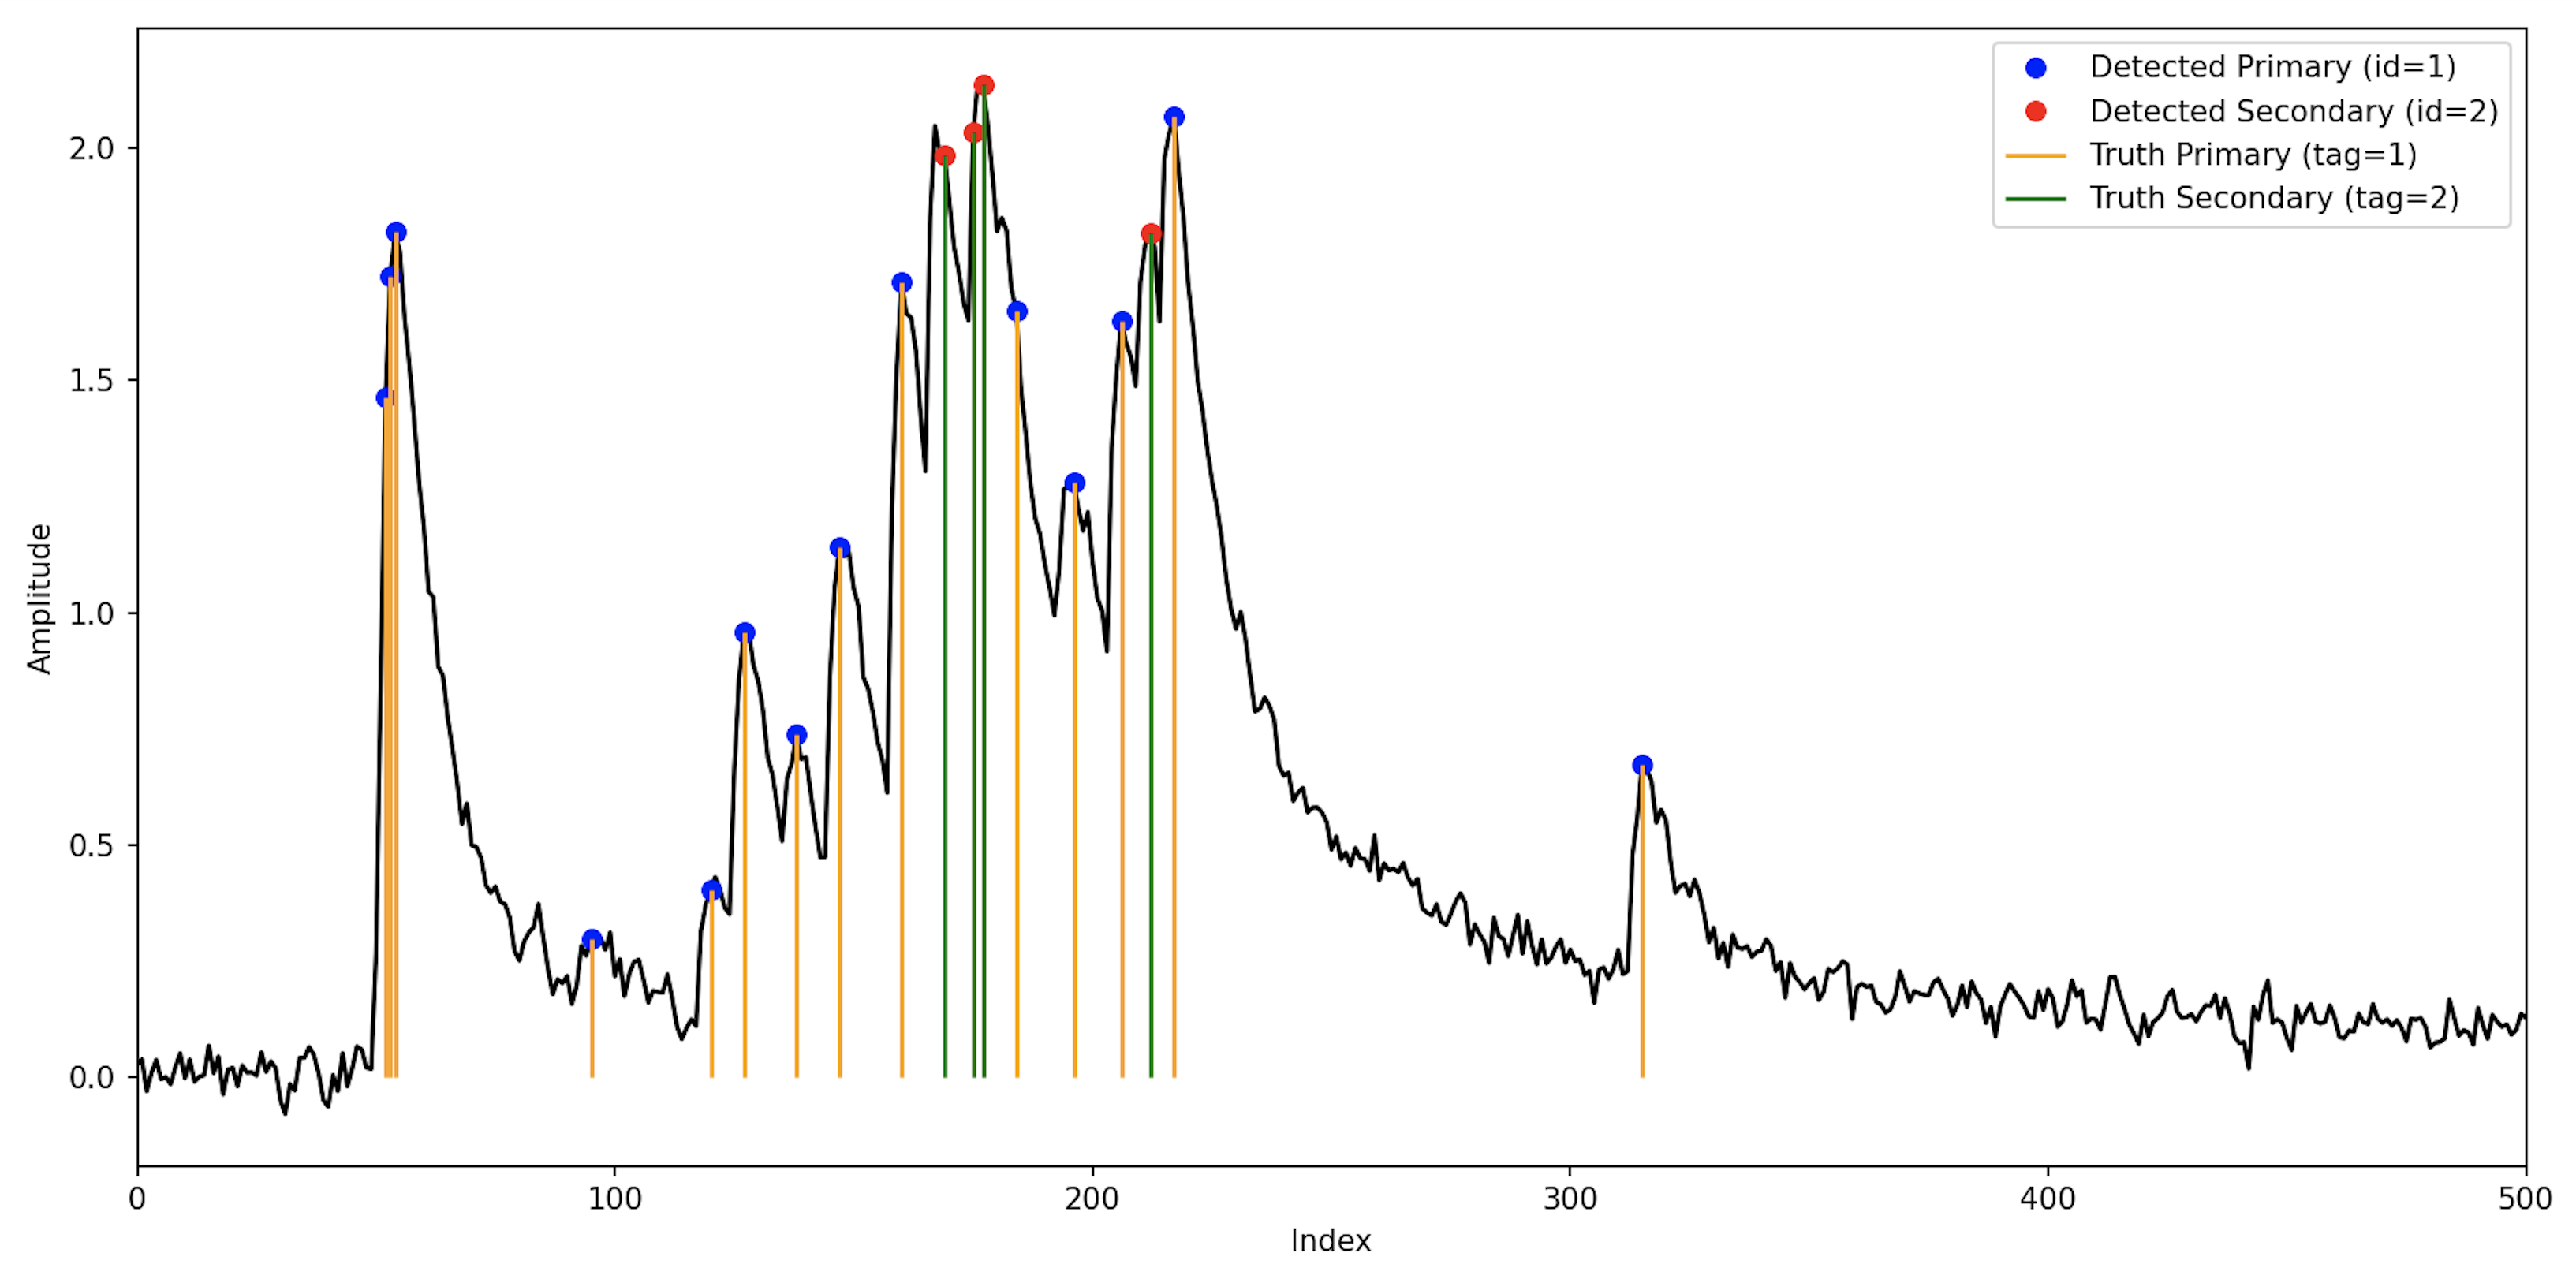 Detected Primary (id=1)
Detected Secondary (id=2)
Truth Primary (tag=1)
Truth Secondary (tag=2)
2.0
1.5
1.0
0.5
0.0
Amplitude
0 100 200 300 400 500
Index